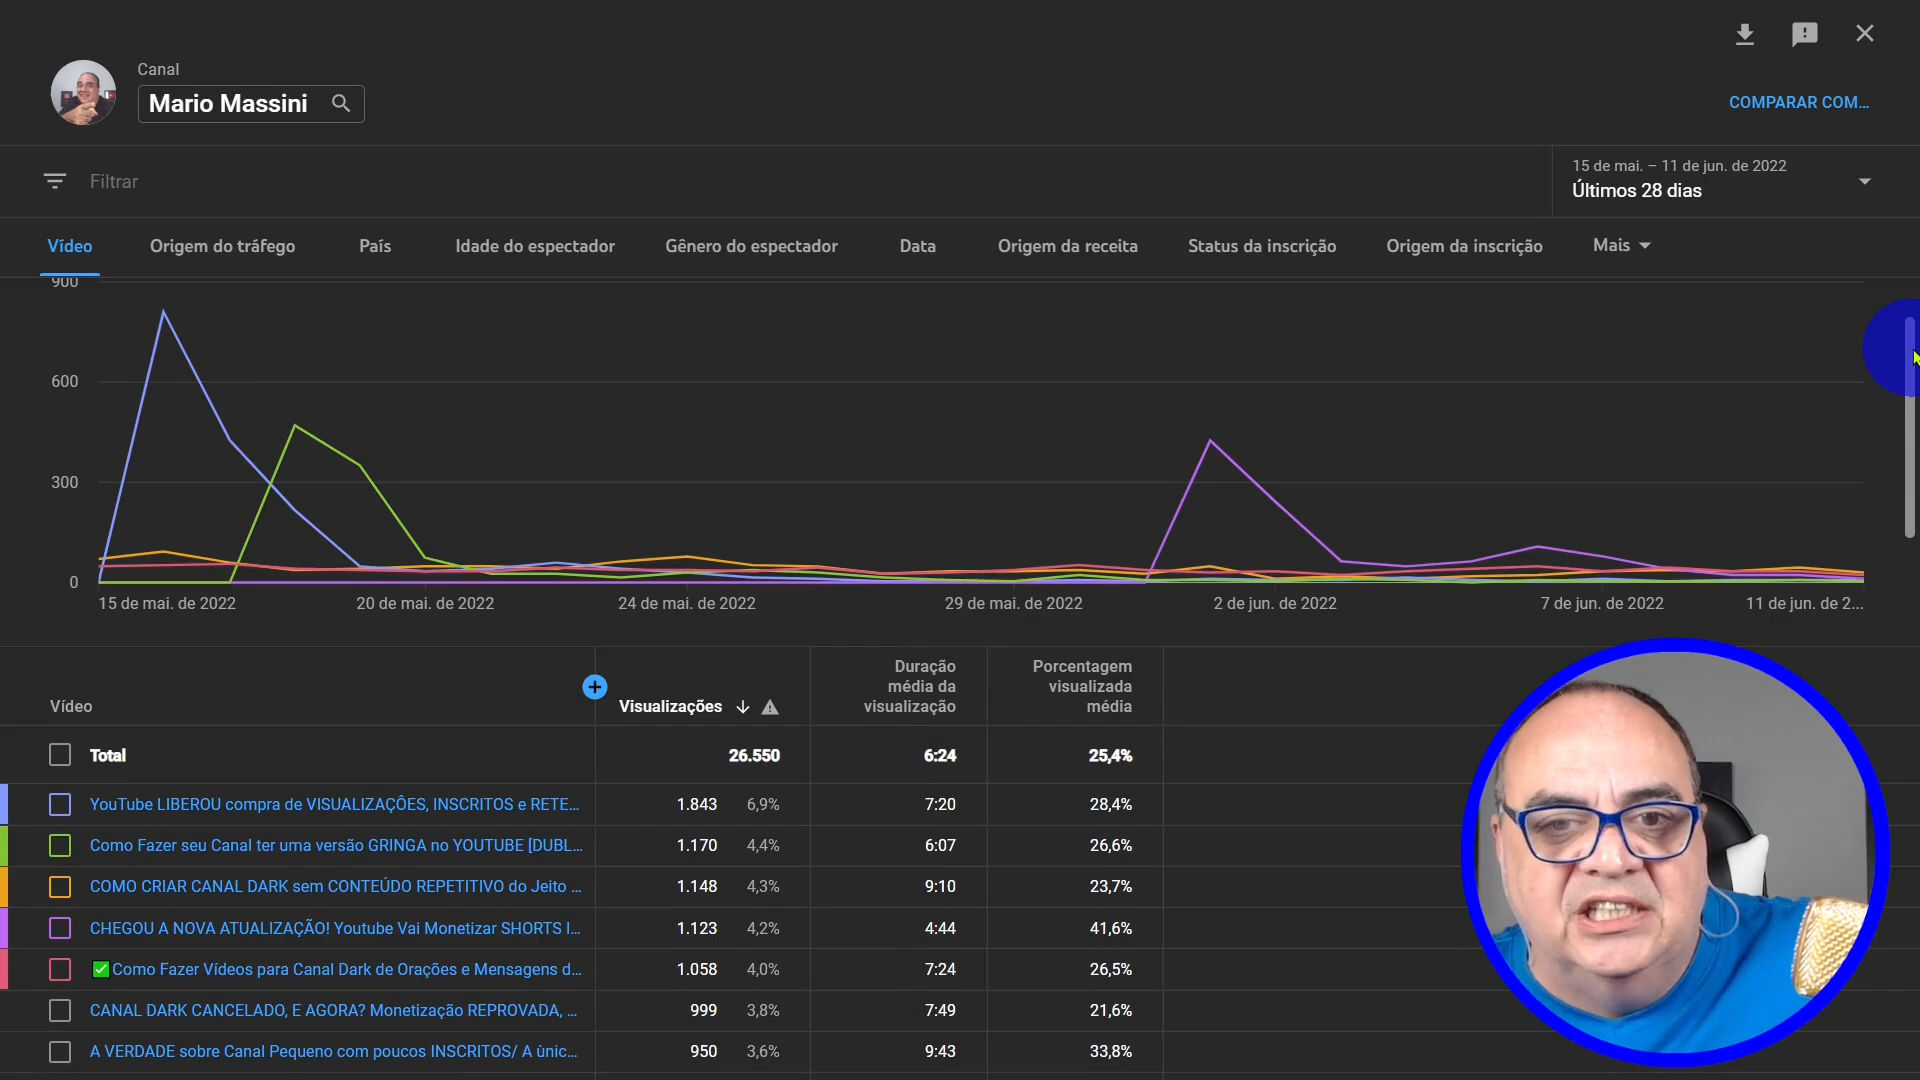 Canal
Mario Massini
COMPARAR COM...
Filtrar
15 de mai. – 11 de jun. de 2022
Últimos 28 dias
Vídeo Origem do tráfego País Idade do espectador Gênero do espectador Data Origem da receita Status da inscrição Origem da inscrição Mais
900
600
300
0
15 de mai. de 2022 20 de mai. de 2022 24 de mai. de 2022 29 de mai. de 2022 2 de jun. de 2022 7 de jun. de 2022 11 de jun. de 2...
Vídeo
Visualizações
Duração
média da
visualização
Porcentagem
visualizada
média
Total 26.550 6:24 25,4%
YouTube LIBEROU compra de VISUALIZAÇÔES, INSCRITOS e RETE... 1.843 6,9% 7:20 28,4%
Como Fazer seu Canal ter uma versão GRINGA no YOUTUBE [DUBL... 1.170 4,4% 6:07 26,6%
COMO CRIAR CANAL DARK sem CONTEÚDO REPETITIVO do Jeito ... 1.148 4,3% 9:10 23,7%
CHEGOU A NOVA ATUALIZAÇÃO! Youtube Vai Monetizar SHORTS I... 1.123 4,2% 4:44 41,6%
✅Como Fazer Vídeos para Canal Dark de Orações e Mensagens d... 1.058 4,0% 7:24 26,5%
CANAL DARK CANCELADO, E AGORA? Monetização REPROVADA, ... 999 3,8% 7:49 21,6%
A VERDADE sobre Canal Pequeno com poucos INSCRITOS/ A ùnic... 950 3,6% 9:43 33,8%